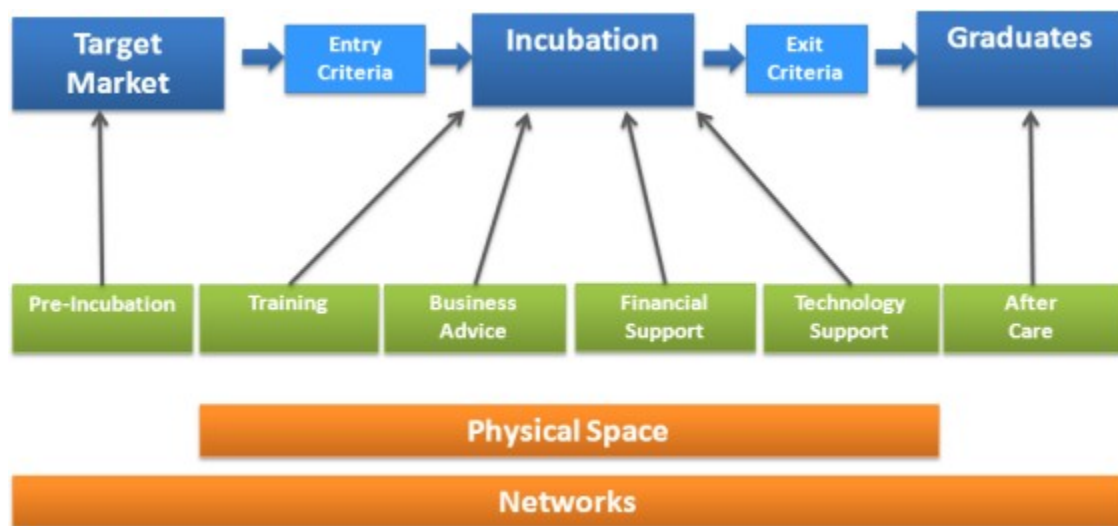 Target
Market
Entry
Criteria
Incubation
Exit
Criteria
Graduates
Pre-Incubation
Training
Business
Advice
Financial
Support
Technology
Support
After
Care
Physical Space
Networks